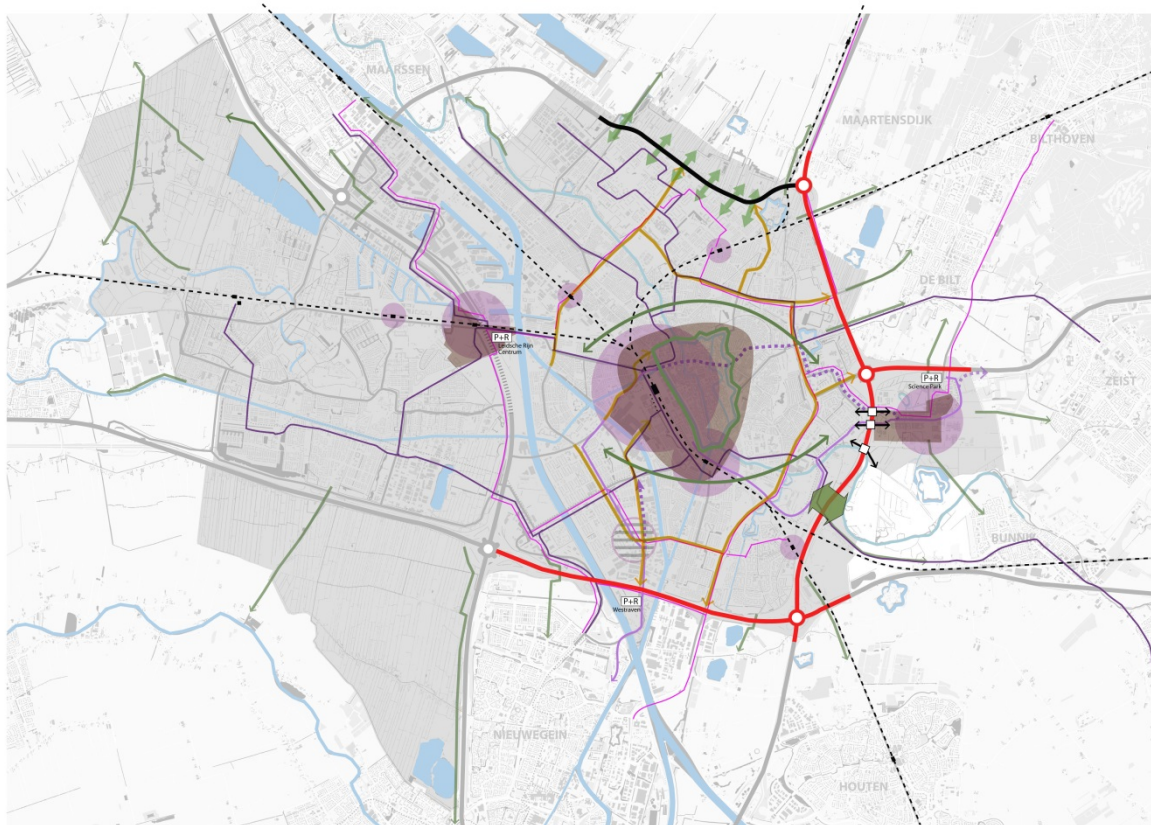 MAARSSEN
MAARTENSDIJK
BILTHOVEN
DE BILT
P+R
Leidsche Rijn
Centrum
P+R
Science Park
ZEIST
BUNNIK
P+R
Westraven
NIEUWEGEIN
HOUTEN